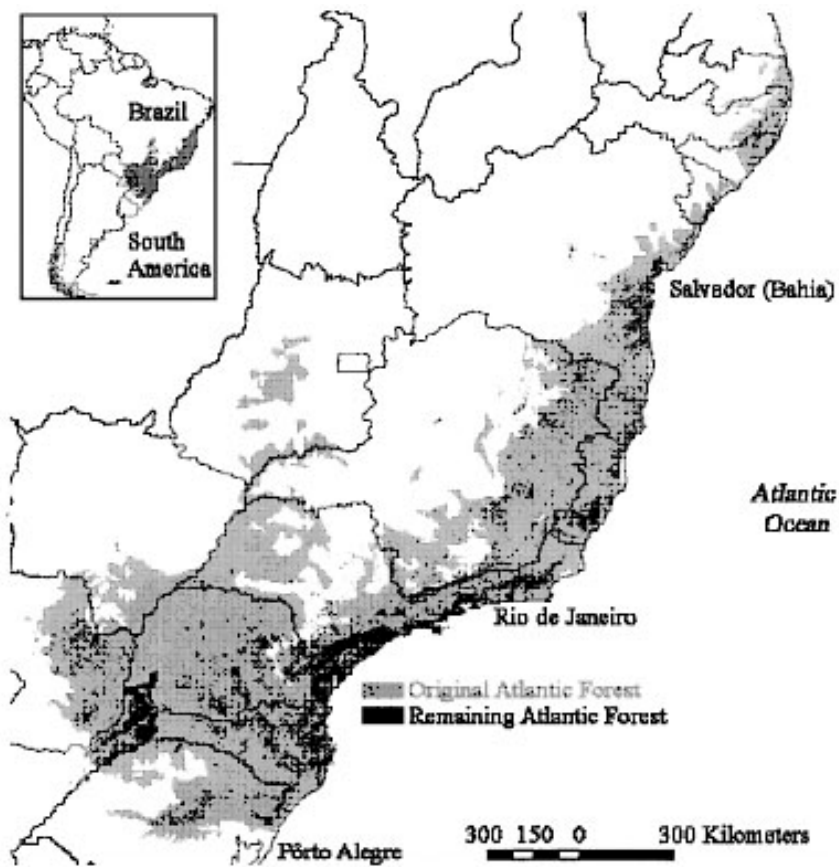 Brazil
South
America
Salvador (Bahia)
Atlantic
Ocean
Rio de Janeiro
Original Atlantic Forest
Remaining Atlantic Forest
Pôrto Alegre
300 150 0 300 Kilometers